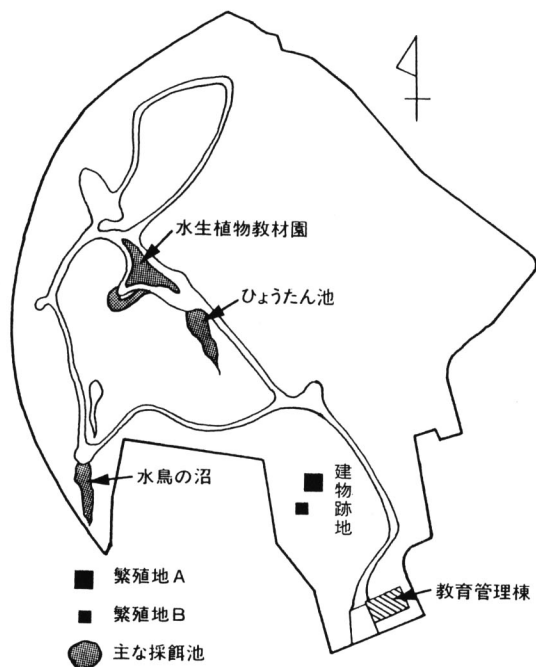 水生植物教材園
ひょうたん池
建物跡地
水鳥の沼
教育管理棟
繁殖地A
繁殖地B
主な採餌池